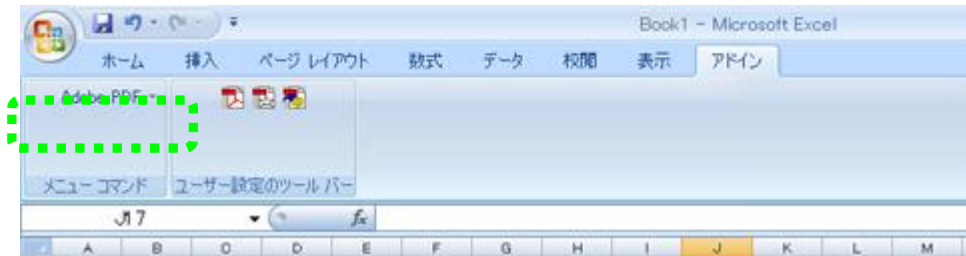 Book1 - Microsoft Excel
ホーム 挿入 ページ レイアウト 数式 データ 校閲 表示 アドイン
Adobe PDF
メニュー コマンド ユーザー設定のツール バー
J17 fx
A B C D E F G H I J K L M